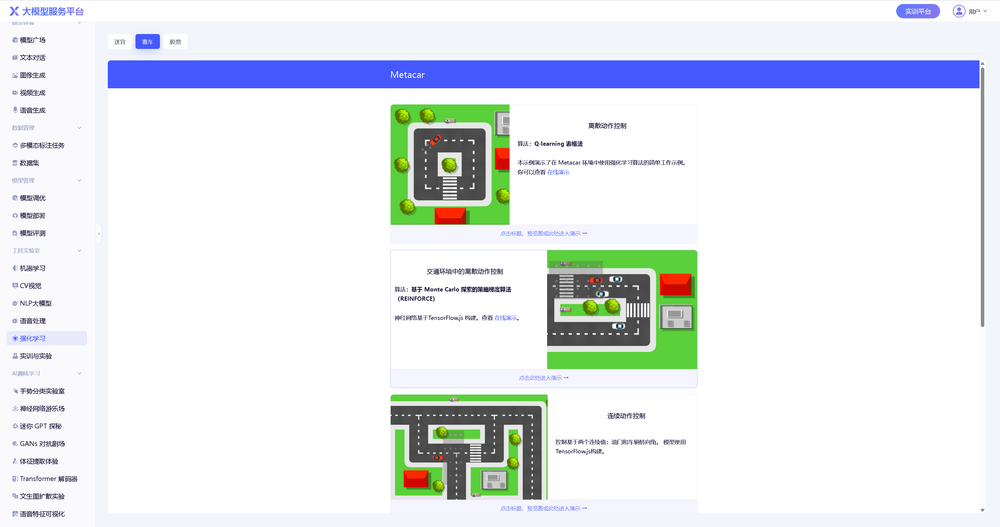 大模型服务平台
实训平台
用户
模型体验
模型广场
文本对话
图像生成
视频生成
语音生成
数据管理
多模态标注任务
数据集
模型管理
模型调优
模型部署
模型评测
工具实验室
机器学习
CV视觉
NLP大模型
语音处理
强化学习
实训与实验
AI趣味学习
手势分类实验室
神经网络游乐场
迷你 GPT 探秘
GANs 对抗剧场
体征提取体验
Transformer 解码器
文生图扩散实验
语音特征可视化
迷宫
赛车
股票
Metacar
离散动作控制
算法：Q-learning 表格法
本示例演示了在 Metacar 环境中使用强化学习算法的简单工作示例。
你可以查看 在线演示
点击标题、预览图或此处进入演示 →
交通环境中的离散动作控制
算法：基于 Monte Carlo 探索的策略梯度算法
（REINFORCE）
神经网络基于TensorFlow.js 构建。查看 在线演示。
点击此处进入演示 →
连续动作控制
控制基于两个连续值：油门和车辆转向角。 模型使用
TensorFlow.js构建。
点击标题、预览图或此处进入演示 →